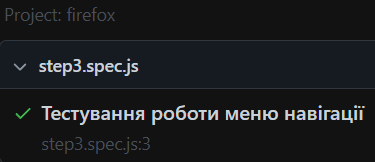 Project: firefox
step3.spec.js
Тестування роботи меню навігації
step3.spec.js:3